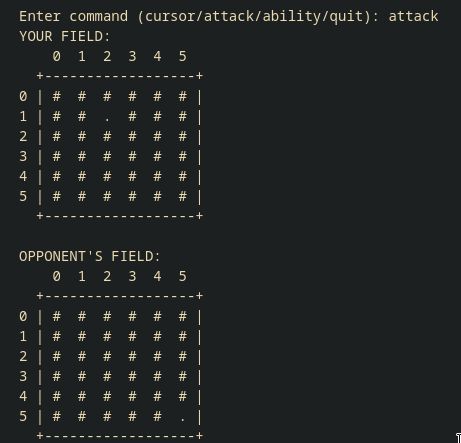 Enter command (cursor/attack/ability/quit): attack
YOUR FIELD:
    0  1  2  3  4  5
  +------------------+
0 | #  #  #  #  #  # |
1 | #  #  .  #  #  # |
2 | #  #  #  #  #  # |
3 | #  #  #  #  #  # |
4 | #  #  #  #  #  # |
5 | #  #  #  #  #  # |
  +------------------+

OPPONENT'S FIELD:
    0  1  2  3  4  5
  +------------------+
0 | #  #  #  #  #  # |
1 | #  #  #  #  #  # |
2 | #  #  #  #  #  # |
3 | #  #  #  #  #  # |
4 | #  #  #  #  #  # |
5 | #  #  #  #  #  . |
  +------------------+